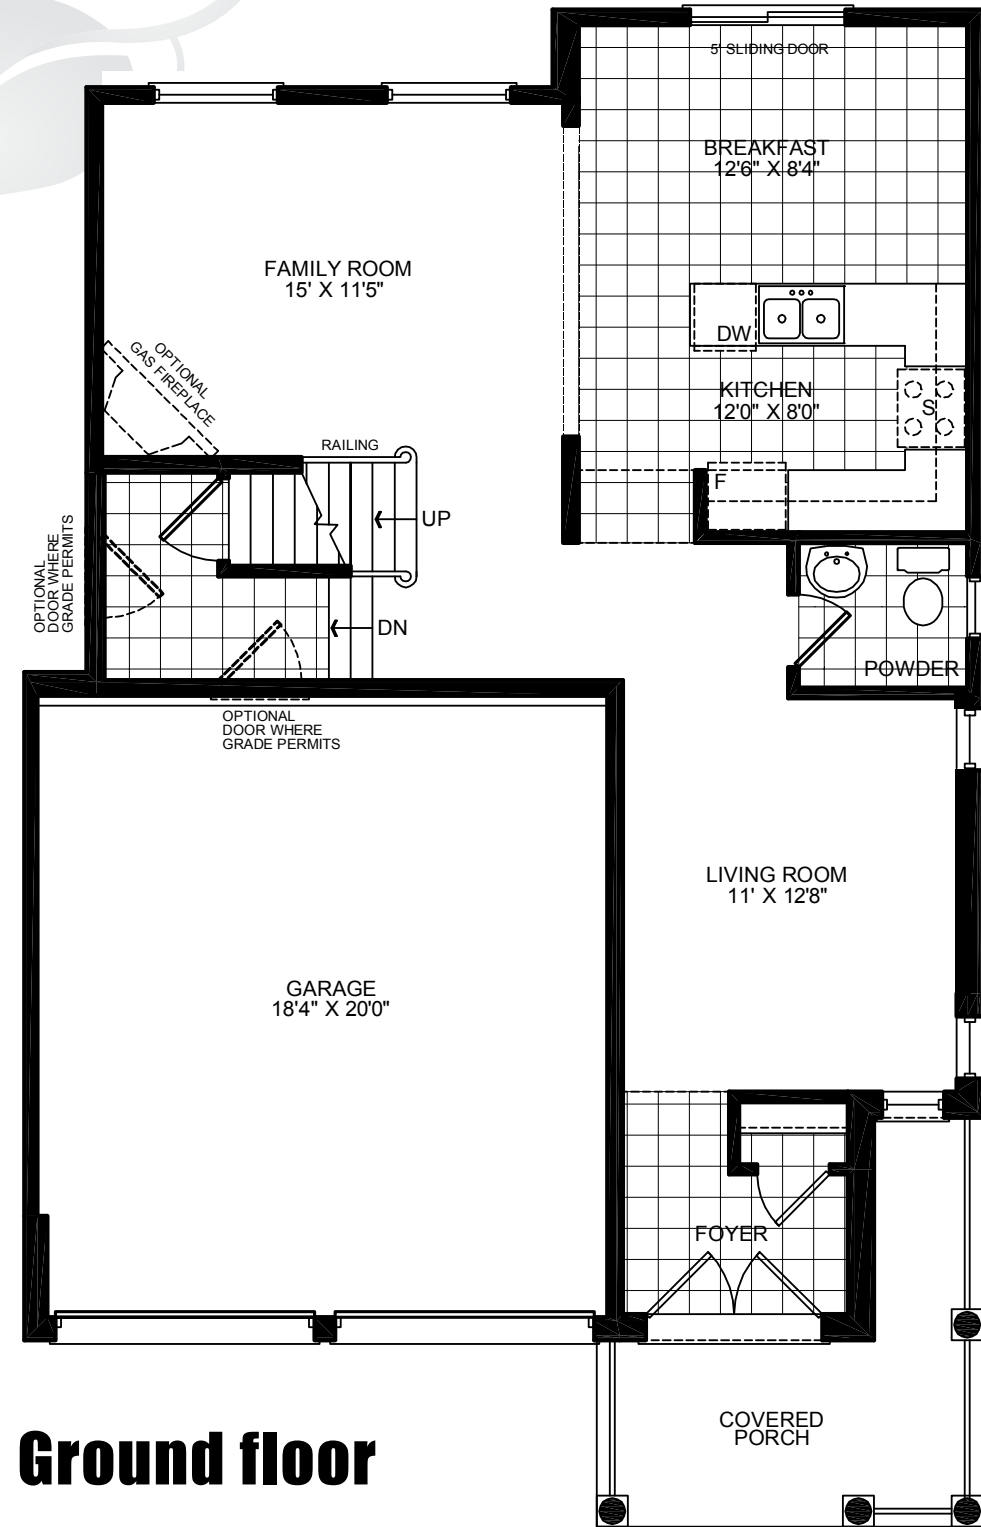 5' SLIDING DOOR
BREAKFAST
12'6" X 8'4"
FAMILY ROOM
15' X 11'5"
DW
OPTIONAL
GAS FIREPLACE
KITCHEN
12'0" X 8'0"
S
RAILING
F
UP
OPTIONAL
DOOR WHERE
GRADE PERMITS
DN
POWDER
OPTIONAL
DOOR WHERE
GRADE PERMITS
LIVING ROOM
11' X 12'8"
GARAGE
18'4" X 20'0"
FOYER
COVERED
PORCH
Ground floor